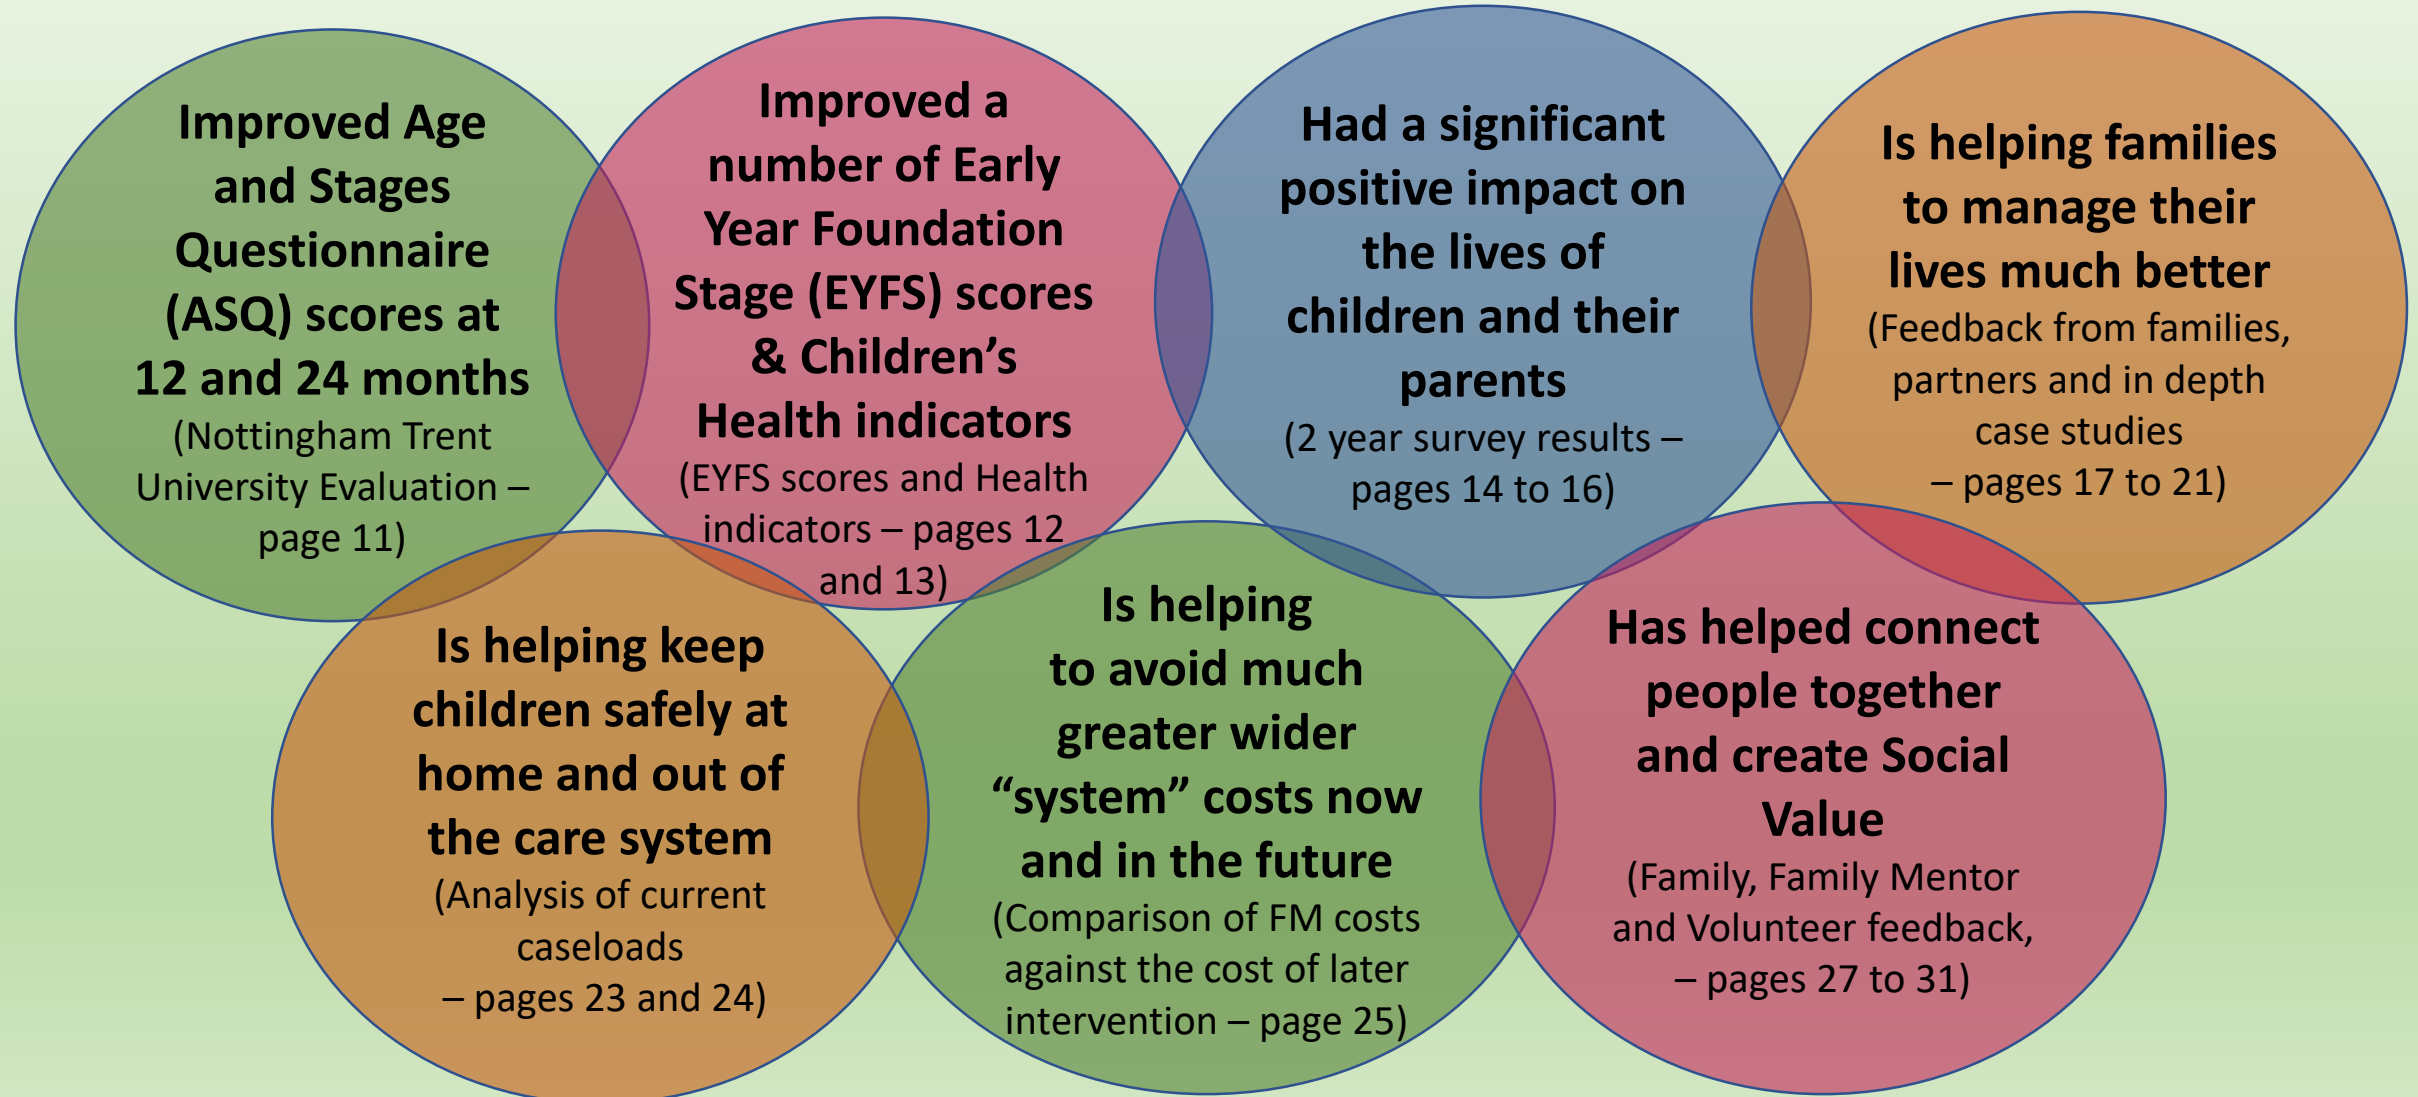 Improved Age
and Stages
Questionnaire
(ASQ) scores at
12 and 24 months
(Nottingham Trent
University Evaluation –
page 11)
Improved a
number of Early
Year Foundation
Stage (EYFS) scores
& Children’s
Health indicators
(EYFS scores and Health
indicators – pages 12
and 13)
Had a significant
positive impact on
the lives of
children and their
parents
(2 year survey results –
pages 14 to 16)
Is helping families
to manage their
lives much better
(Feedback from families,
partners and in depth
case studies
– pages 17 to 21)
Is helping keep
children safely at
home and out of
the care system
(Analysis of current
caseloads
– pages 23 and 24)
Is helping
to avoid much
greater wider
“system” costs now
and in the future
(Comparison of FM costs
against the cost of later
intervention – page 25)
Has helped connect
people together
and create Social
Value
(Family, Family Mentor
and Volunteer feedback,
– pages 27 to 31)